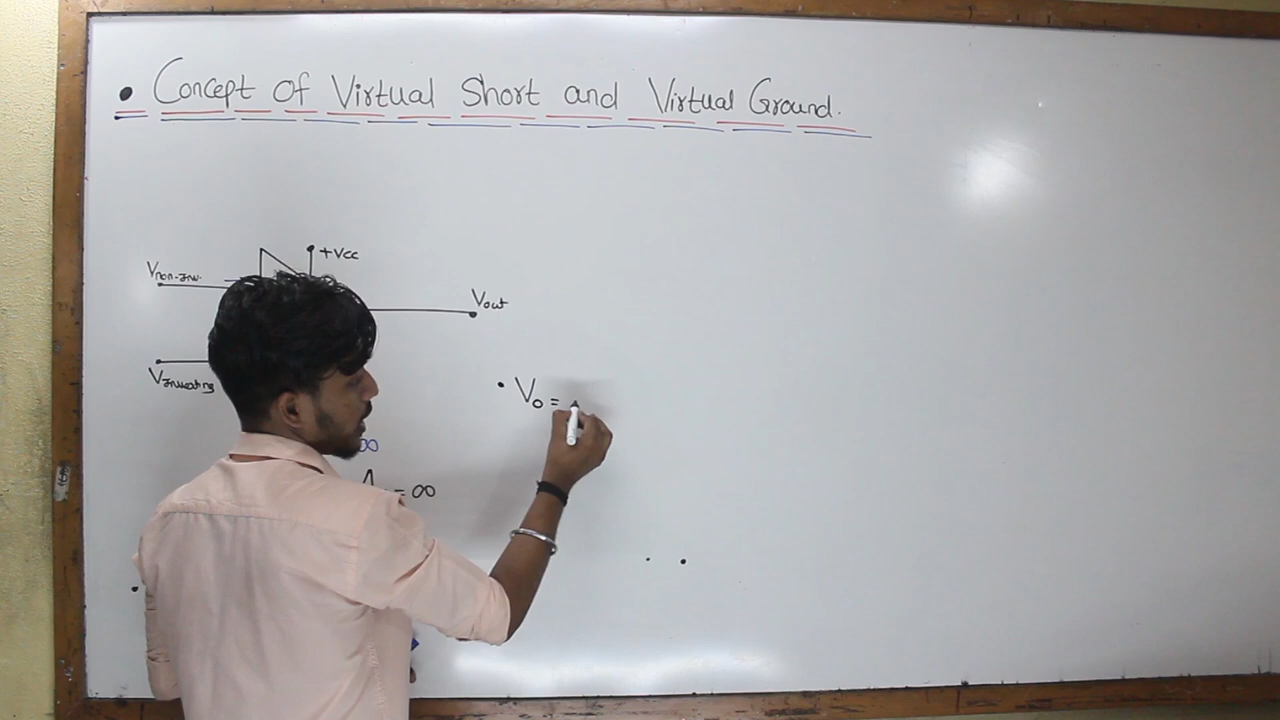 • Concept Of Virtual Short and Virtual Ground.
+Vcc
Vnon-Inv.
Vout
VInverting
• Vo =
∞
A = ∞